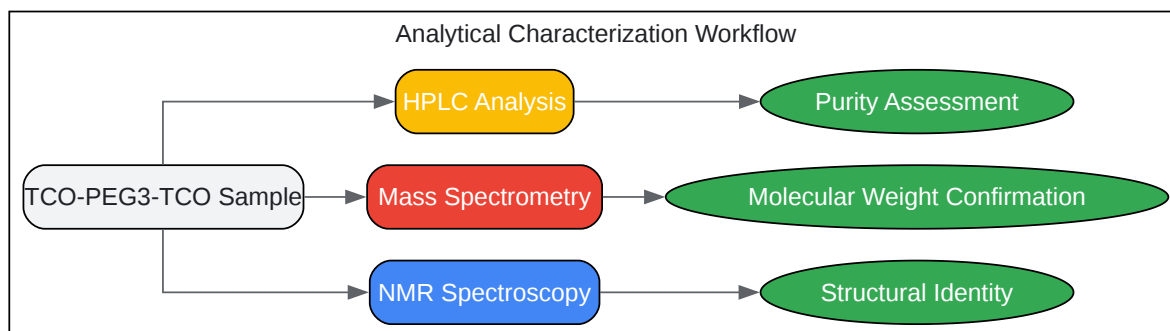 Analytical Characterization Workflow
HPLC Analysis
Purity Assessment
TCO-PEG3-TCO Sample
Mass Spectrometry
Molecular Weight Confirmation
NMR Spectroscopy
Structural Identity